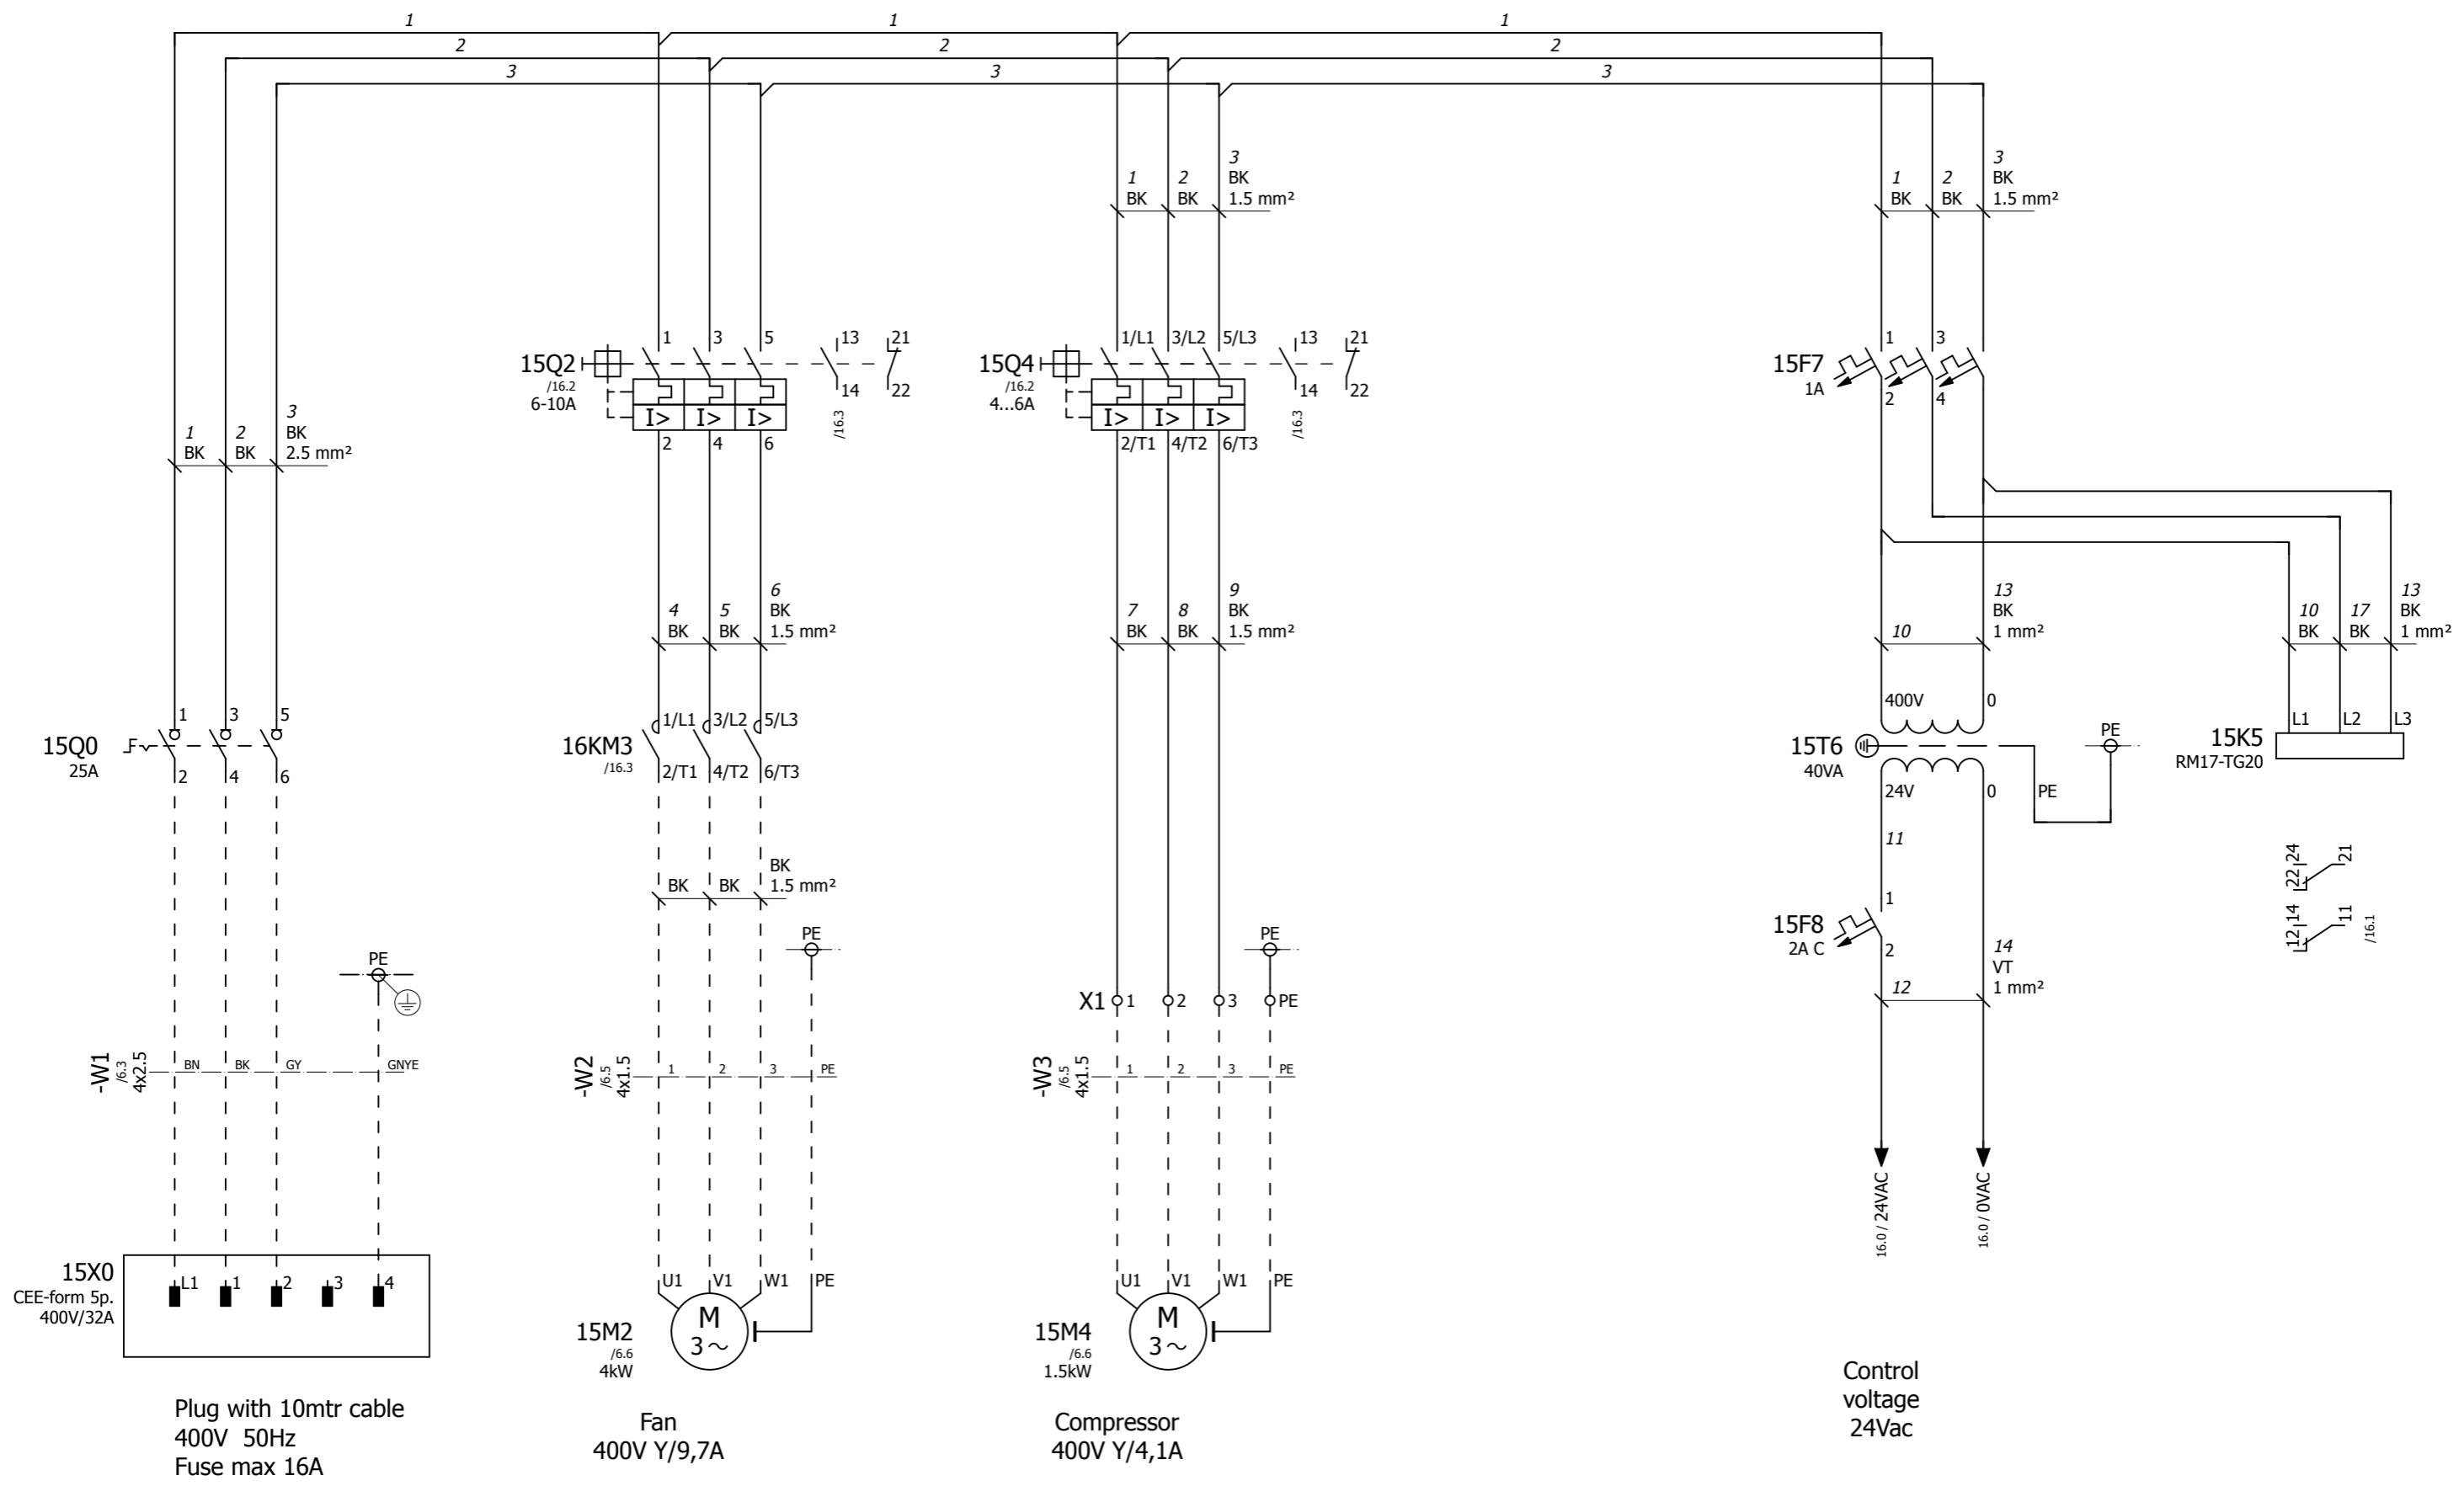 1 1 1
2 2 2
3 3 3
3
1 2 BK
BK BK 1.5 mm²
3
1 2 BK
BK BK 1.5 mm²
15Q2
/16.2
6-10A
1 3 5 13 21
14 22
I> I> I>
2 4 6
/16.3
15Q4
/16.2
4...6A
1/L1 3/L2 5/L3 13 21
14 22
I> I> I>
2/T1 4/T2 6/T3
/16.3
15F7
1A
1 3
2 4
3
1 2 BK
BK BK 2.5 mm²
6
4 5 BK
BK BK 1.5 mm²
9
7 8 BK
BK BK 1.5 mm²
13
BK
10 1 mm²
13
10 17 BK
BK BK 1 mm²
15Q0
25A
1 3 5
2 4 6
16KM3
/16.3
1/L1 3/L2 5/L3
2/T1 4/T2 6/T3
400V 0
15T6
40VA
24V 0 PE
PE
15K5
RM17-TG20
L1 L2 L3
11
22 24 21
12 14 11
/16.1
BK
BK BK 1.5 mm²
15F8
2A C
1
2
14
VT
12 1 mm²
PE
PE
PE
X1 1 2 3 PE
-W1
/6.3
4x2.5
BN BK GY GNYE
-W2
/6.5
4x1.5
1 2 3 PE
-W3
/6.5
4x1.5
1 2 3 PE
16.0 / 24VAC
16.0 / 0VAC
15X0
CEE-form 5p.
400V/32A
L1 1 2 3 4
U1 V1 W1 PE
15M2
/6.6
4kW
M
3~
U1 V1 W1 PE
15M4
/6.6
1.5kW
M
3~
Plug with 10mtr cable
400V 50Hz
Fuse max 16A
Fan
400V Y/9,7A
Compressor
400V Y/4,1A
Control
voltage
24Vac